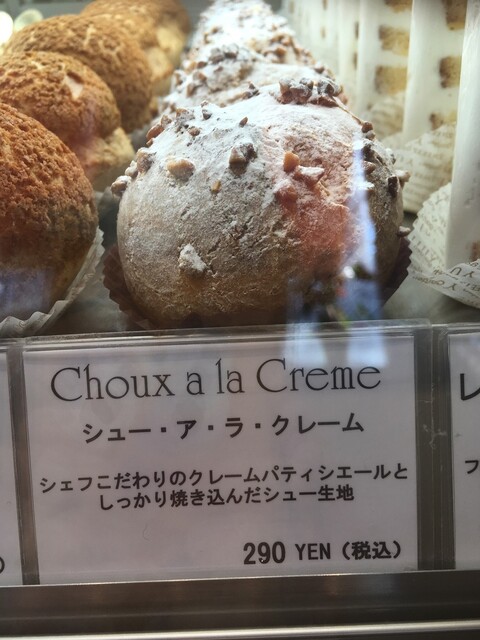 Choux a la Creme
シュー・ア・ラ・クレーム
シェフこだわりのクレームパティシエールと
しっかり焼き込んだシュー生地
290 YEN（税込）
レ
フ